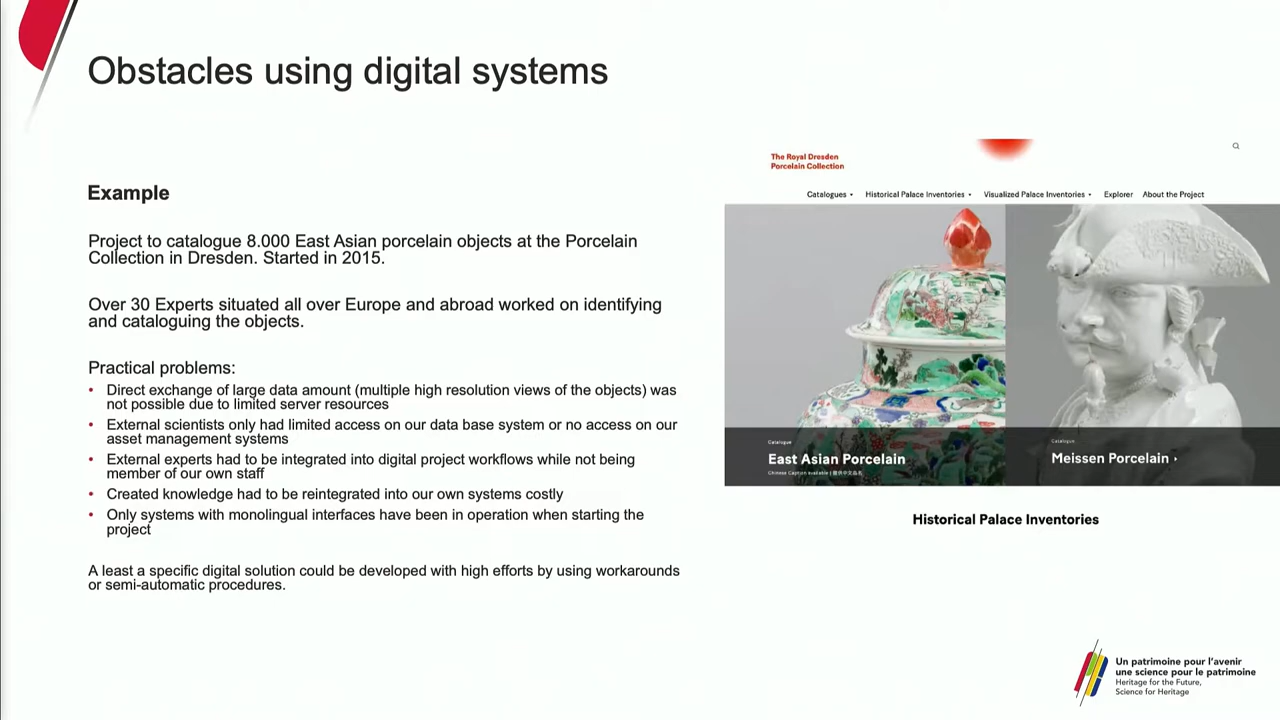 Obstacles using digital systems
Example
Project to catalogue 8.000 East Asian porcelain objects at the Porcelain
Collection in Dresden. Started in 2015.
Over 30 Experts situated all over Europe and abroad worked on identifying
and cataloguing the objects.
Practical problems:
• Direct exchange of large data amount (multiple high resolution views of the objects) was
not possible due to limited server resources
• External scientists only had limited access on our data base system or no access on our
asset management systems
• External experts had to be integrated into digital project workflows while not being
member of our own staff
• Created knowledge had to be reintegrated into our own systems costly
• Only systems with monolingual interfaces have been in operation when starting the
project
A least a specific digital solution could be developed with high efforts by using workarounds
or semi-automatic procedures.
The Royal Dresden
Porcelain Collection
Catalogues Historical Palace Inventories Visualized Palace Inventories Explorer About the Project
Catalogue
East Asian Porcelain
Chinese Caption available |
Catalogue
Meissen Porcelain ›
Historical Palace Inventories
Un patrimoine pour l'avenir
une science pour le patrimoine
Heritage for the Future,
Science for Heritage